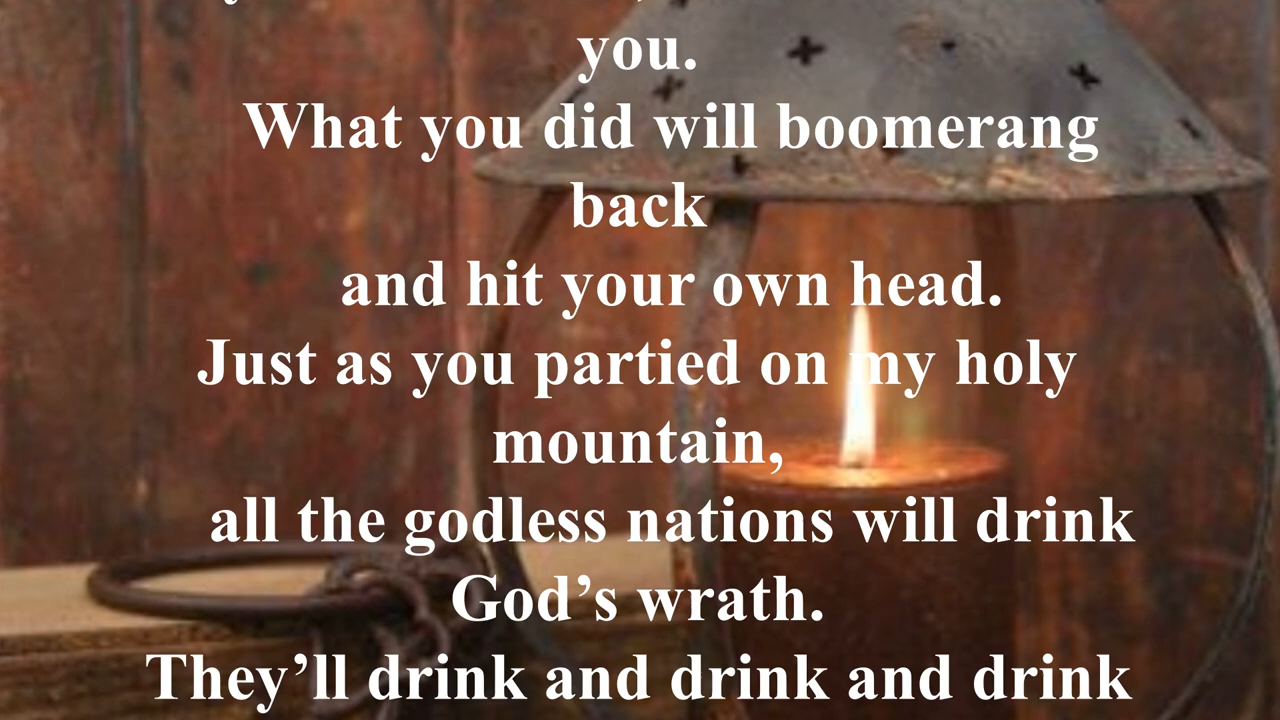 you.
What you did will boomerang
back
and hit your own head.
Just as you partied on my holy
mountain,
all the godless nations will drink
God’s wrath.
They’ll drink and drink and drink